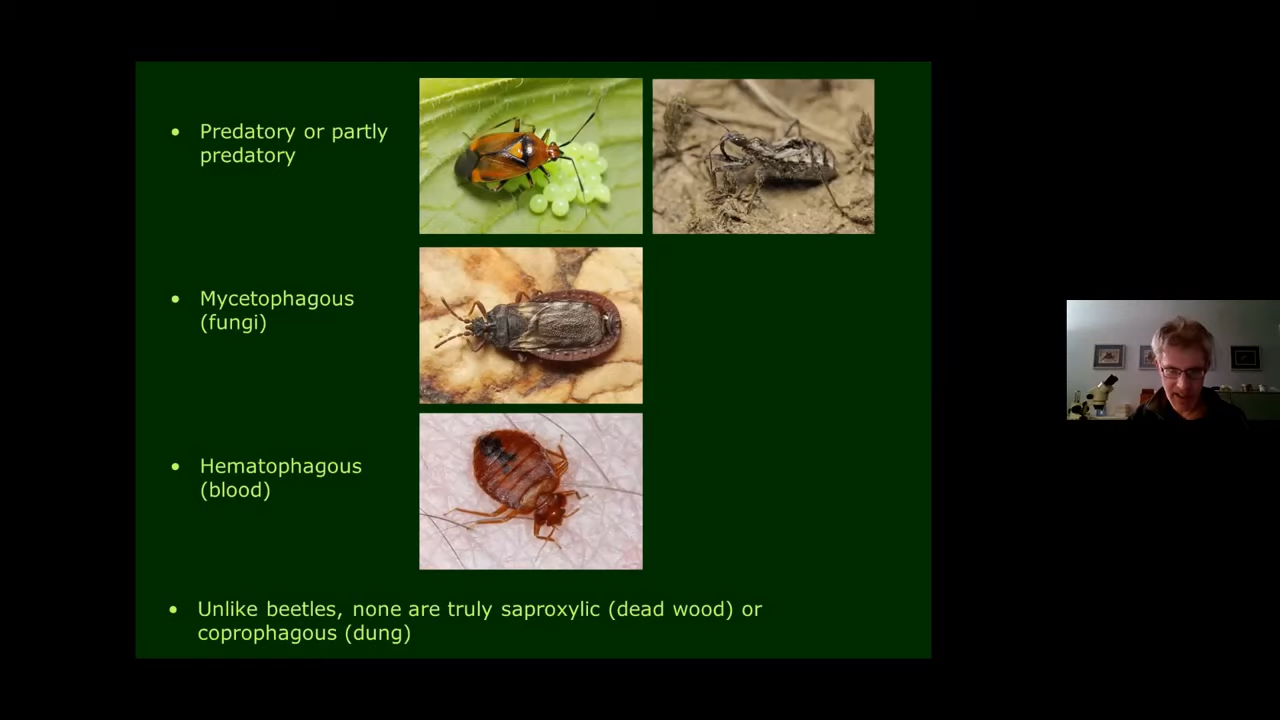 • Predatory or partly
predatory
• Mycetophagous
(fungi)
• Hematophagous
(blood)
• Unlike beetles, none are truly saproxylic (dead wood) or
coprophagous (dung)